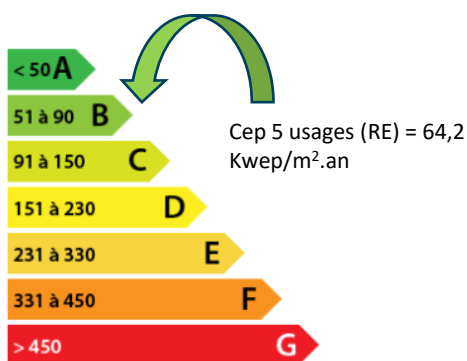 < 50 A
51 à 90 B
91 à 150 C
151 à 230 D
231 à 330 E
331 à 450 F
> 450 G
Cep 5 usages (RE) = 64,2
Kwep/m².an